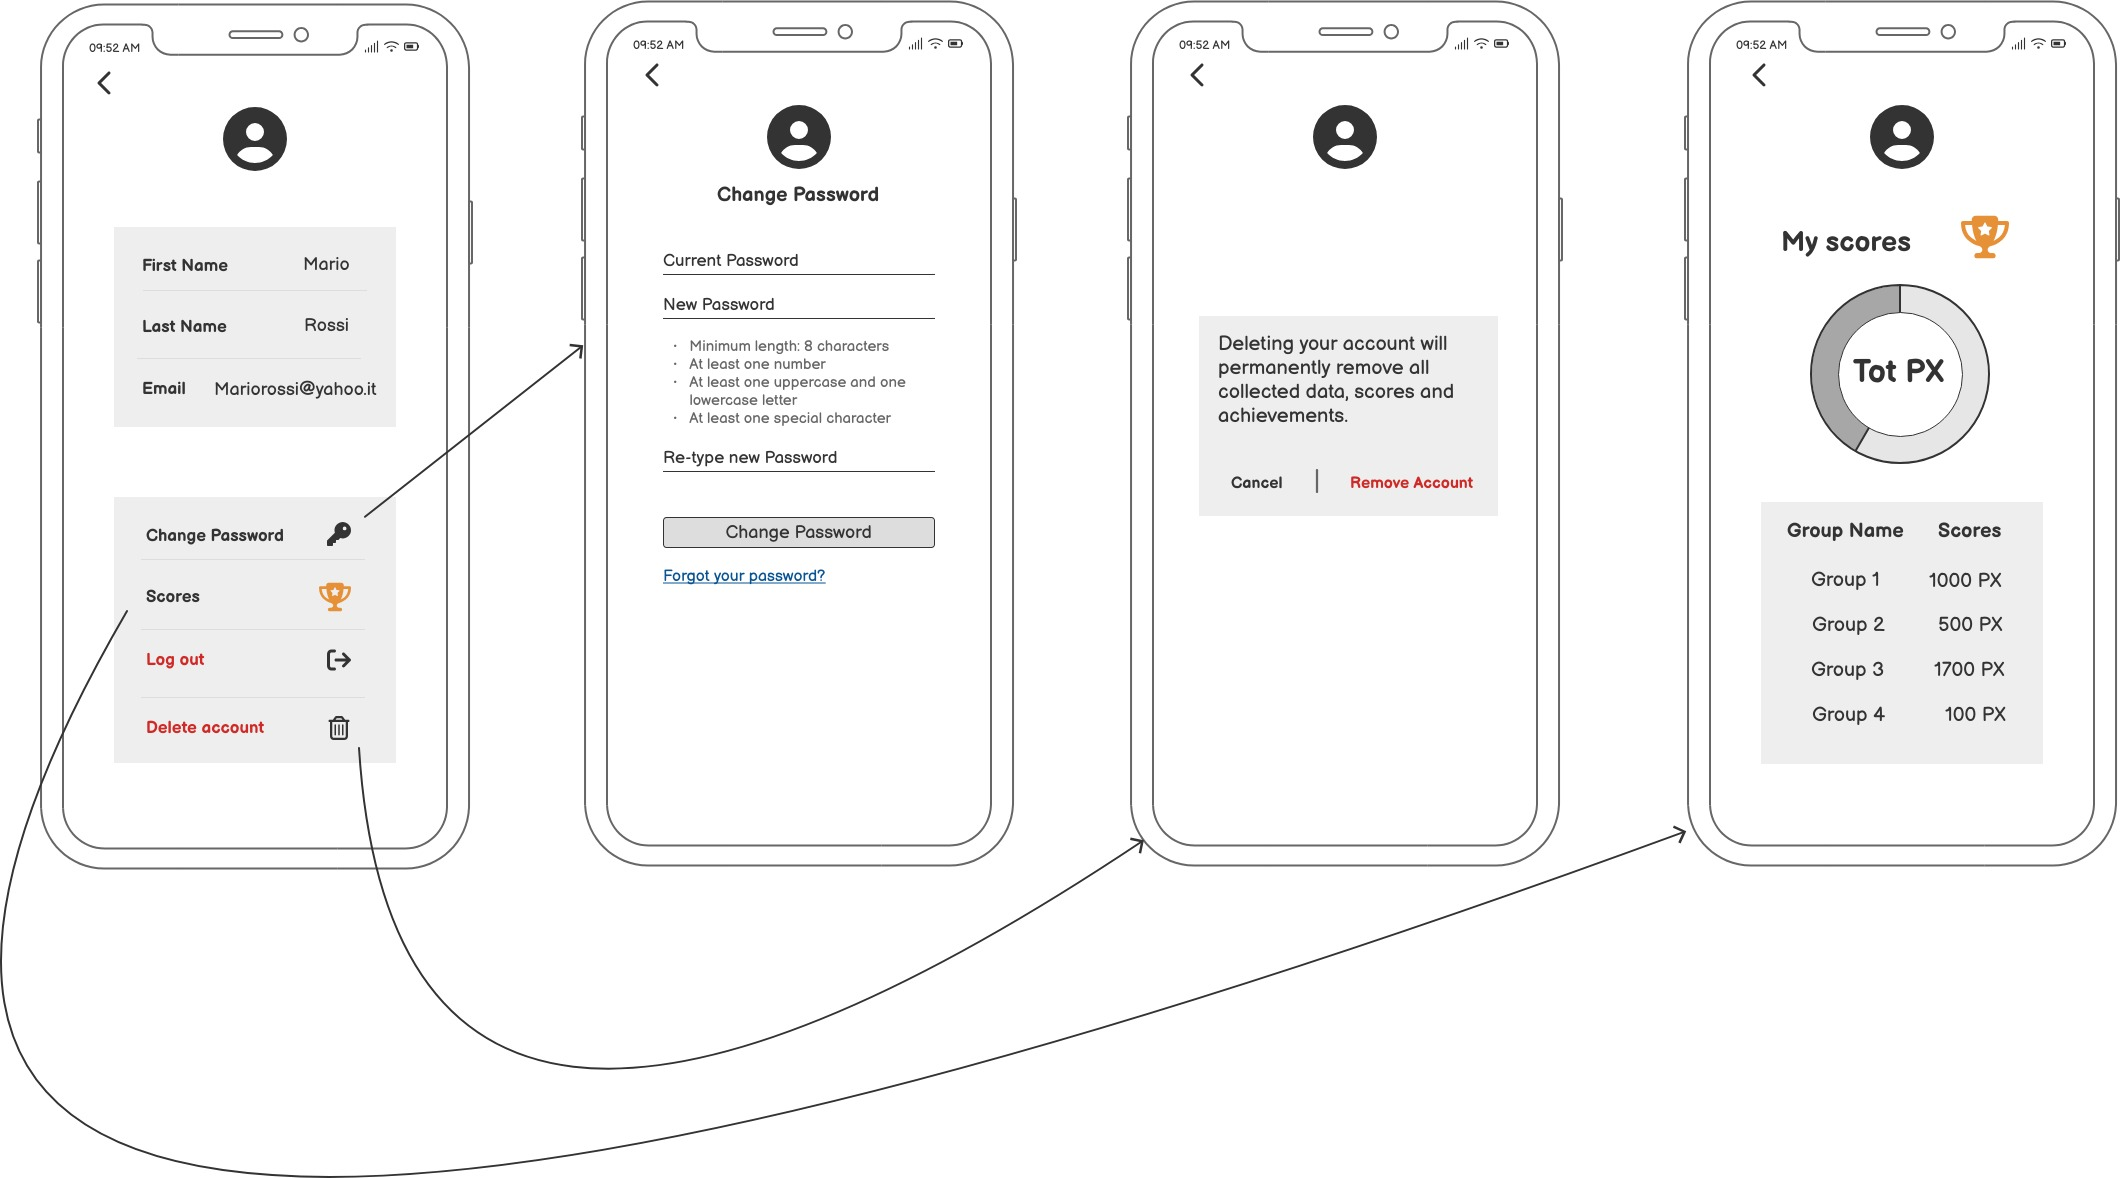 09:52 AM
First Name Mario
Last Name Rossi
Email Mariorossi@yahoo.it
Change Password
Scores
Log out
Delete account
09:52 AM
Change Password
Current Password
New Password
· Minimum length: 8 characters
· At least one number
· At least one uppercase and one
lowercase letter
· At least one special character
Re-type new Password
Change Password
Forgot your password?
09:52 AM
Deleting your account will
permanently remove all
collected data, scores and
achievements.
Cancel | Remove Account
09:52 AM
My scores
Tot PX
Group Name Scores
Group 1 1000 PX
Group 2 500 PX
Group 3 1700 PX
Group 4 100 PX